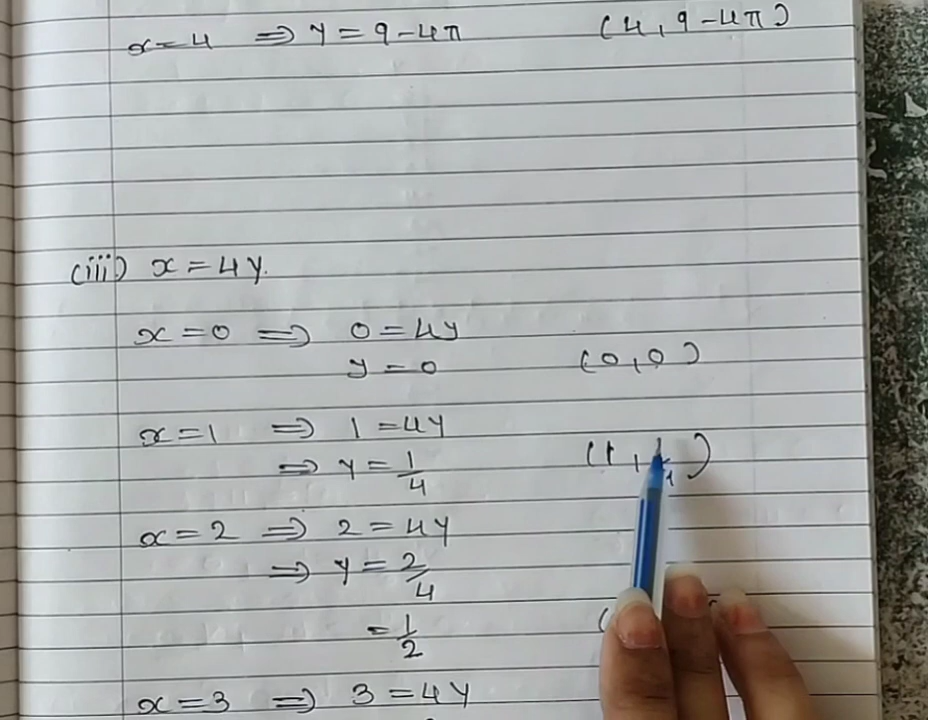 x=4 ⇒ y = 9-4π (4, 9-4π)
(iii) x = 4y.
x=0 ⇒ 0=4y
y=0 (0,0)
x=1 ⇒ 1=4y
⇒ y=1/4 (1,
x=2 ⇒ 2=4y
⇒ y=2/4
=1/2 (
x=3 ⇒ 3=4y